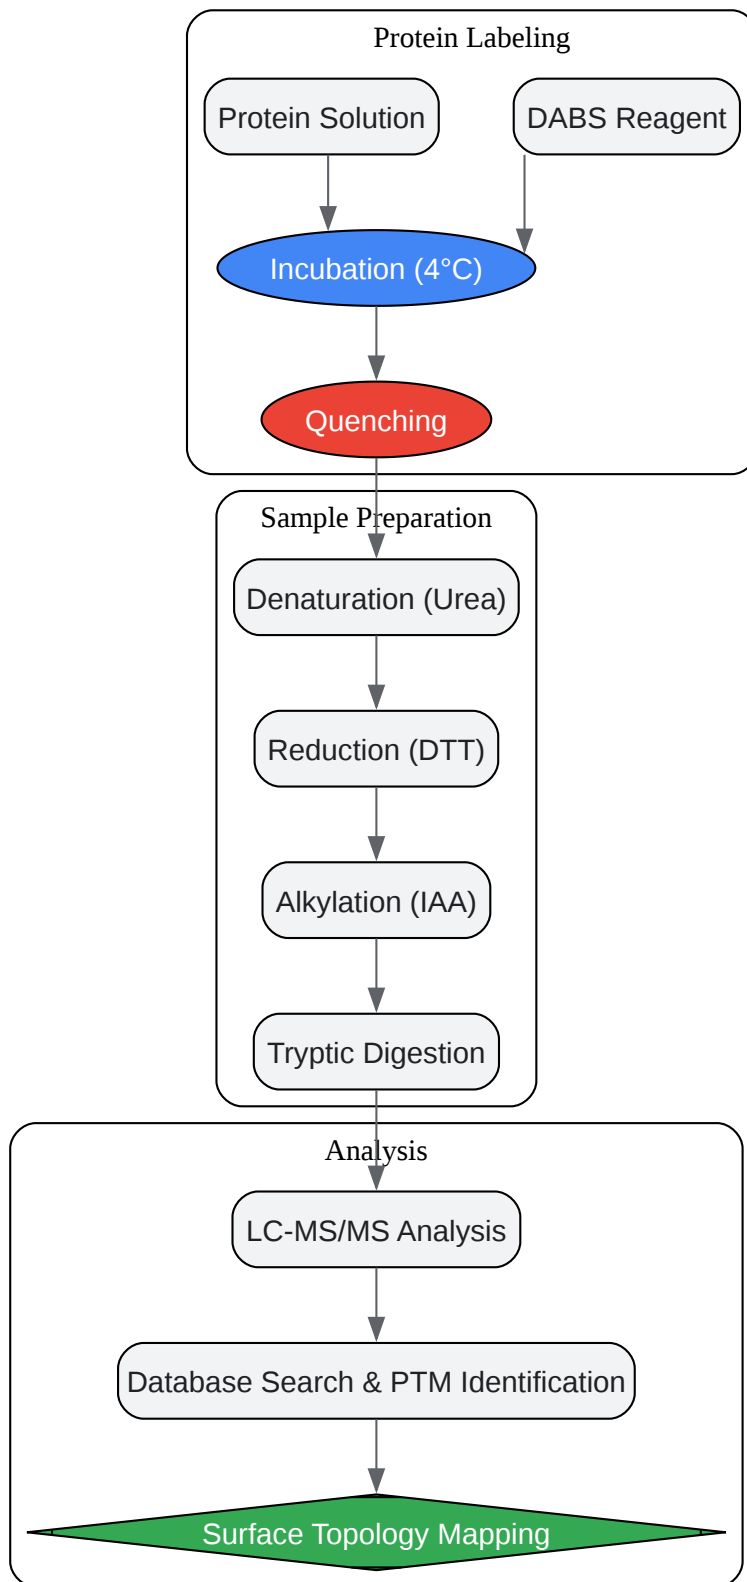 Protein Labeling
Protein Solution
DABS Reagent
Incubation (4°C)
Quenching
Sample Preparation
Denaturation (Urea)
Reduction (DTT)
Alkylation (IAA)
Tryptic Digestion
Analysis
LC-MS/MS Analysis
Database Search & PTM Identification
Surface Topology Mapping